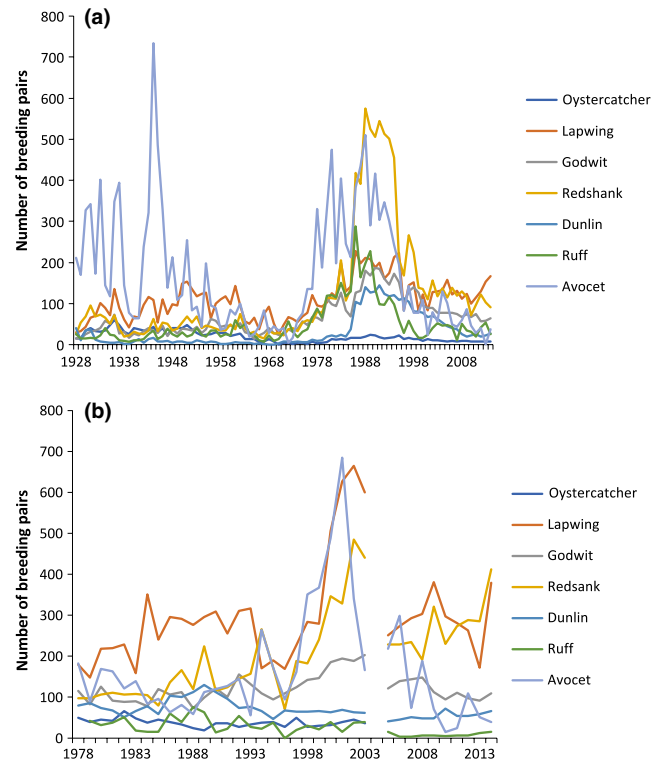 (a)
Number of breeding pairs
800
700
600
500
400
300
200
100
0
1928 1938 1948 1958 1968 1978 1988 1998 2008
Oystercatcher
Lapwing
Godwit
Redshank
Dunlin
Ruff
Avocet
(b)
Number of breeding pairs
800
700
600
500
400
300
200
100
0
1978 1983 1988 1993 1998 2003 2008 2013
Oystercatcher
Lapwing
Godwit
Redsank
Dunlin
Ruff
Avocet